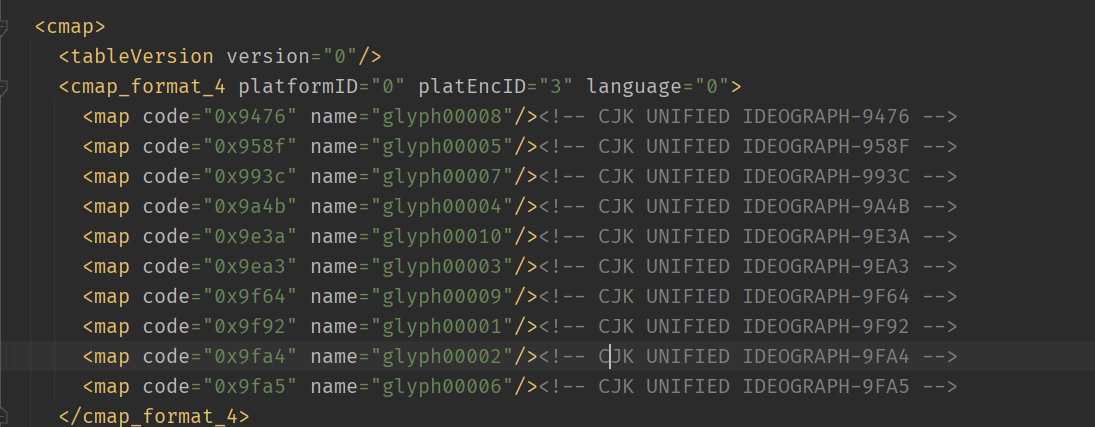 <cmap>
<tableVersion version="0"/>
<cmap_format_4 platformID="0" platEncID="3" language="0">
<map code="0x9476" name="glyph00008"/><!-- CJK UNIFIED IDEOGRAPH-9476 -->
<map code="0x958f" name="glyph00005"/><!-- CJK UNIFIED IDEOGRAPH-958F -->
<map code="0x993c" name="glyph00007"/><!-- CJK UNIFIED IDEOGRAPH-993C -->
<map code="0x9a4b" name="glyph00004"/><!-- CJK UNIFIED IDEOGRAPH-9A4B -->
<map code="0x9e3a" name="glyph00010"/><!-- CJK UNIFIED IDEOGRAPH-9E3A -->
<map code="0x9ea3" name="glyph00003"/><!-- CJK UNIFIED IDEOGRAPH-9EA3 -->
<map code="0x9f64" name="glyph00009"/><!-- CJK UNIFIED IDEOGRAPH-9F64 -->
<map code="0x9f92" name="glyph00001"/><!-- CJK UNIFIED IDEOGRAPH-9F92 -->
<map code="0x9fa4" name="glyph00002"/><!-- CJK UNIFIED IDEOGRAPH-9FA4 -->
<map code="0x9fa5" name="glyph00006"/><!-- CJK UNIFIED IDEOGRAPH-9FA5 -->
</cmap_format_4>